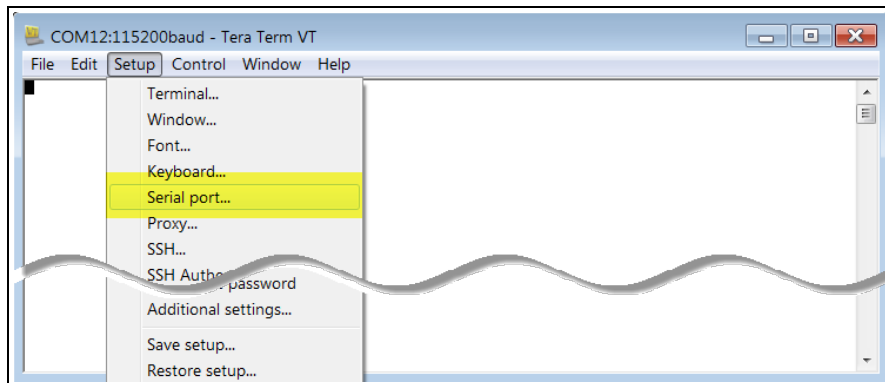 COM12:115200baud - Tera Term VT
File Edit Setup Control Window Help
Terminal...
Window...
Font...
Keyboard...
Serial port...
Proxy...
SSH...
SSH
password
Additional settings...
Save setup...
Restore setup...